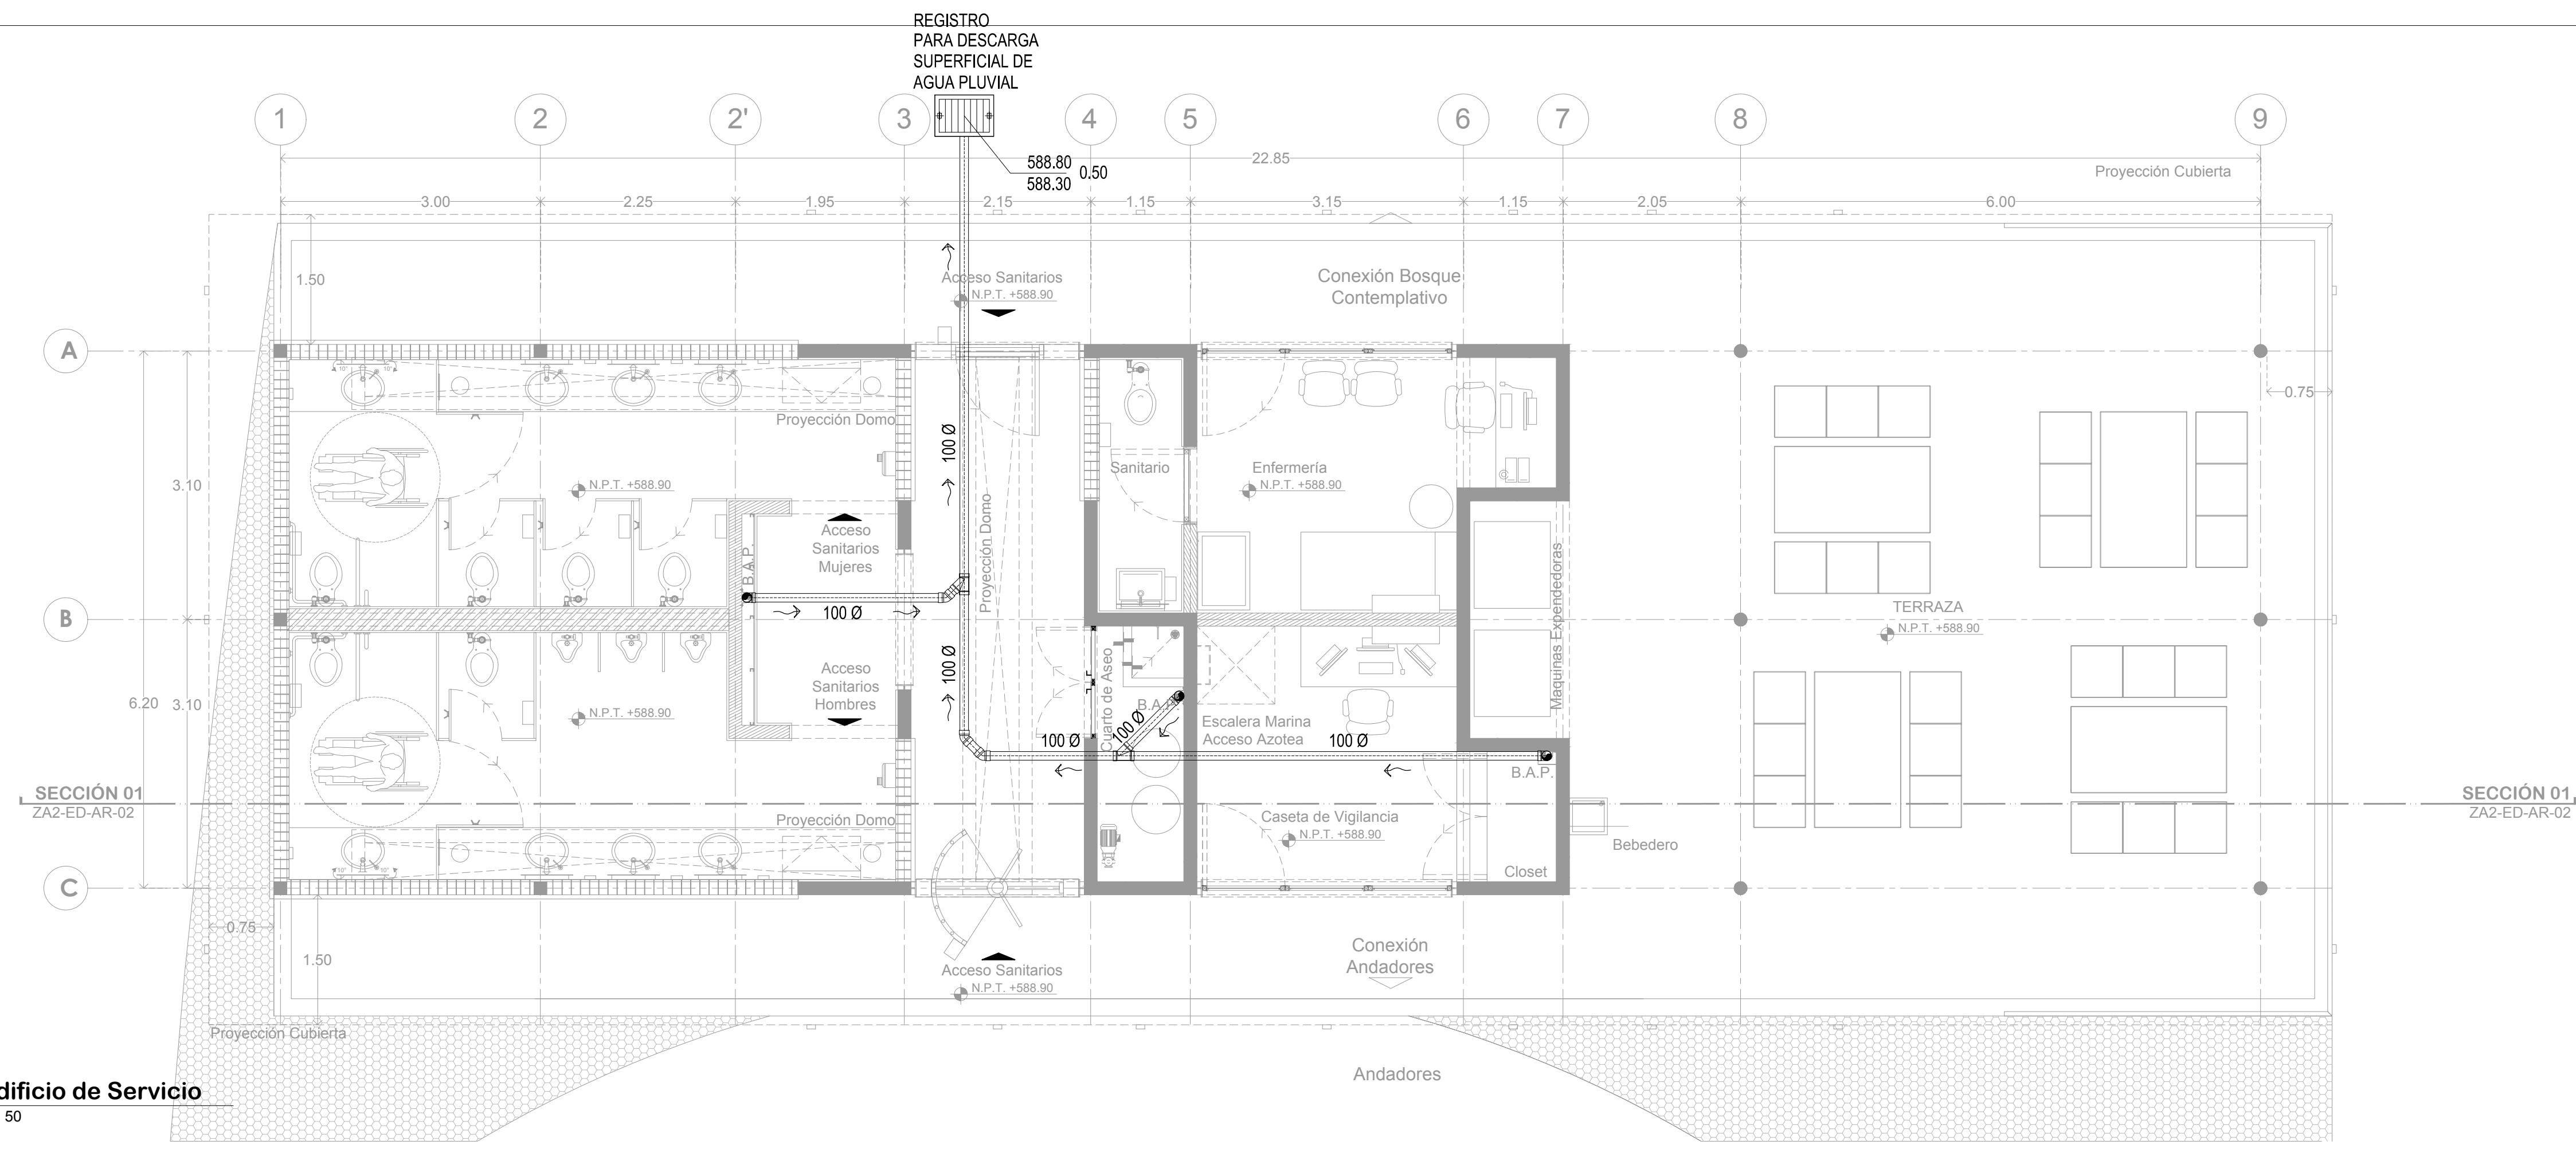 REGISTRO
PARA DESCARGA
SUPERFICIAL DE
AGUA PLUVIAL
1
2
2'
3
4
5
6
7
8
9
588.80
588.30
0.50
22.85
Proyección Cubierta
3.00
2.25
1.95
2.15
1.15
3.15
1.15
2.05
6.00
1.50
Acceso Sanitarios
N.P.T. +588.90
Conexión Bosque
Contemplativo
A
10°
10°
0.75
Proyección Domo
100 Ø
3.10
N.P.T. +588.90
Sanitario
Enfermería
N.P.T. +588.90
Proyección Domo
Acceso
Sanitarios
Mujeres
B.A.P.
100 Ø
B
Maquinas Expendedoras
TERRAZA
N.P.T. +588.90
6.20
3.10
100 Ø
Acceso
Sanitarios
Hombres
N.P.T. +588.90
Cuarto de Aseo
B.A.P.
100 Ø
Escalera Marina
Acceso Azotea
100 Ø
100 Ø
B.A.P.
SECCIÓN 01
ZA2-ED-AR-02
SECCIÓN 01
ZA2-ED-AR-02
Proyección Domo
Caseta de Vigilancia
N.P.T. +588.90
Bebedero
Closet
10°
10°
C
0.75
1.50
Conexión
Andadores
Acceso Sanitarios
N.P.T. +588.90
Proyección Cubierta
Andadores
dificio de Servicio
50